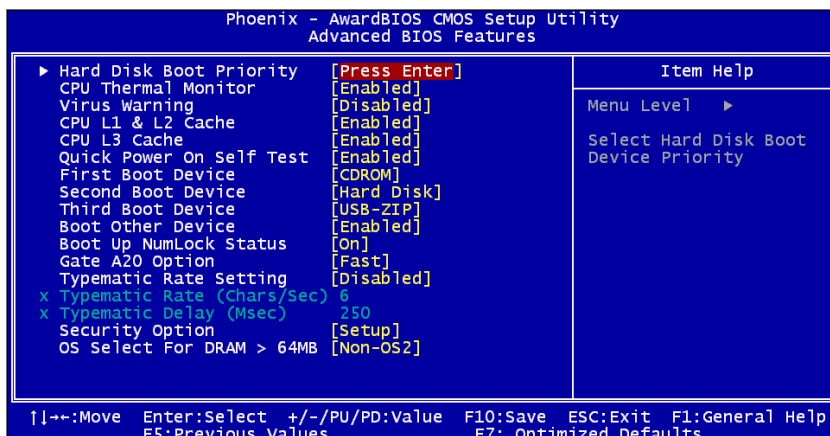 Phoenix - AwardBIOS CMOS Setup Utility
Advanced BIOS Features
▶ Hard Disk Boot Priority [Press Enter]
CPU Thermal Monitor [Enabled]
Virus Warning [Disabled]
CPU L1 & L2 Cache [Enabled]
CPU L3 Cache [Enabled]
Quick Power On Self Test [Enabled]
First Boot Device [CDROM]
Second Boot Device [Hard Disk]
Third Boot Device [USB-ZIP]
Boot Other Device [Enabled]
Boot Up NumLock Status [On]
Gate A20 Option [Fast]
Typematic Rate Setting [Disabled]
x Typematic Rate (Chars/Sec) 6
x Typematic Delay (Msec) 250
Security Option [Setup]
OS Select For DRAM > 64MB [Non-OS2]
Item Help
Menu Level ▶
Select Hard Disk Boot
Device Priority
↑↓→←:Move Enter:Select +/-/PU/PD:Value F10:Save ESC:Exit F1:General Help
F5:Previous Values F7: Optimized Defaults